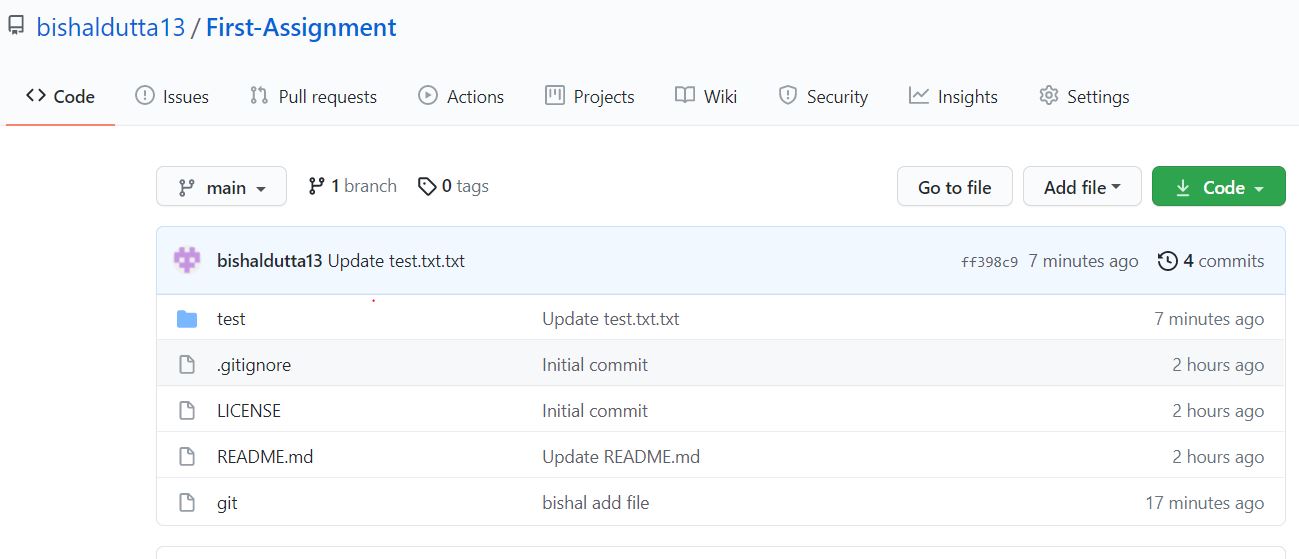 bishaldutta13 / First-Assignment
Code Issues Pull requests Actions Projects Wiki Security Insights Settings
main 1 branch 0 tags Go to file Add file Code
bishaldutta13 Update test.txt.txt ff398c9 7 minutes ago 4 commits
test Update test.txt.txt 7 minutes ago
.gitignore Initial commit 2 hours ago
LICENSE Initial commit 2 hours ago
README.md Update README.md 2 hours ago
git bishal add file 17 minutes ago